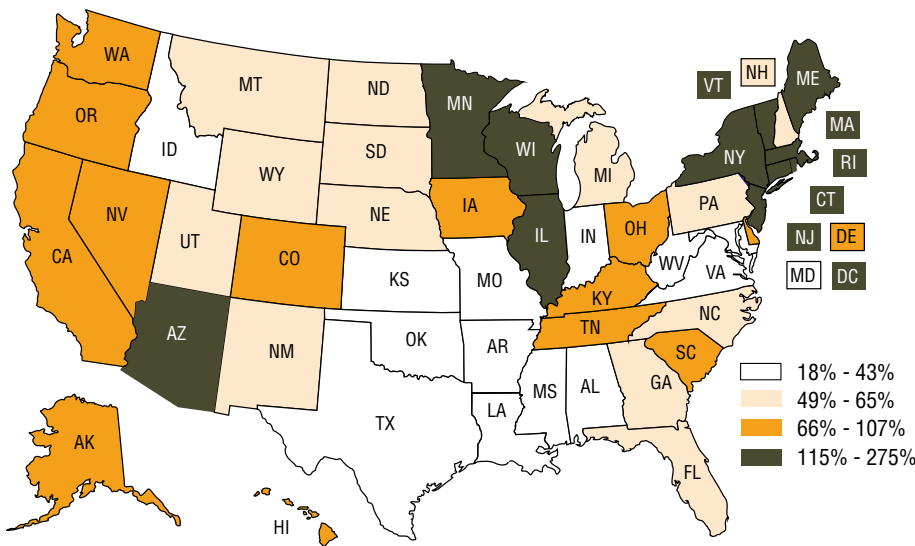 WA
MT
ND
MN
VT
NH
ME
OR
ID
SD
WI
MA
NY
RI
WY
MI
CT
NE
IA
PA
NV
UT
IL
IN
OH
NJ
DE
CA
CO
KS
MO
WV
VA
MD
DC
KY
AZ
NM
OK
AR
TN
NC
SC
TX
LA
MS
AL
GA
18% - 43%
49% - 65%
66% - 107%
115% - 275%
AK
FL
HI